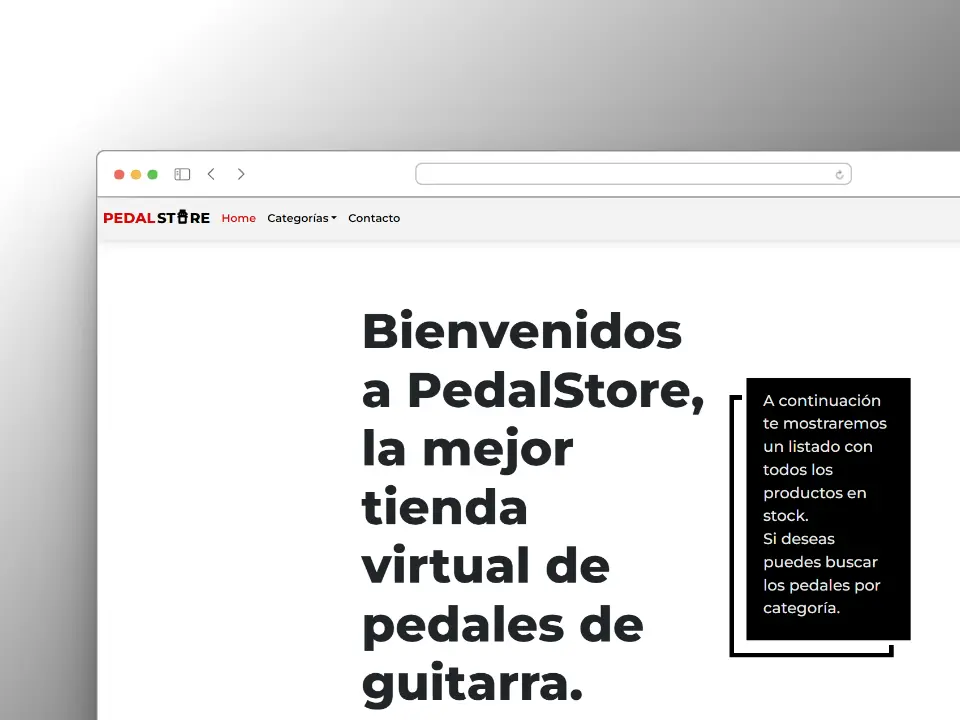 PEDALSTORE Home Categorías Contacto
Bienvenidos
a PedalStore,
la mejor
tienda
virtual de
pedales de
guitarra.
A continuación
te mostraremos
un listado con
todos los
productos en
stock.
Si deseas
puedes buscar
los pedales por
categoría.